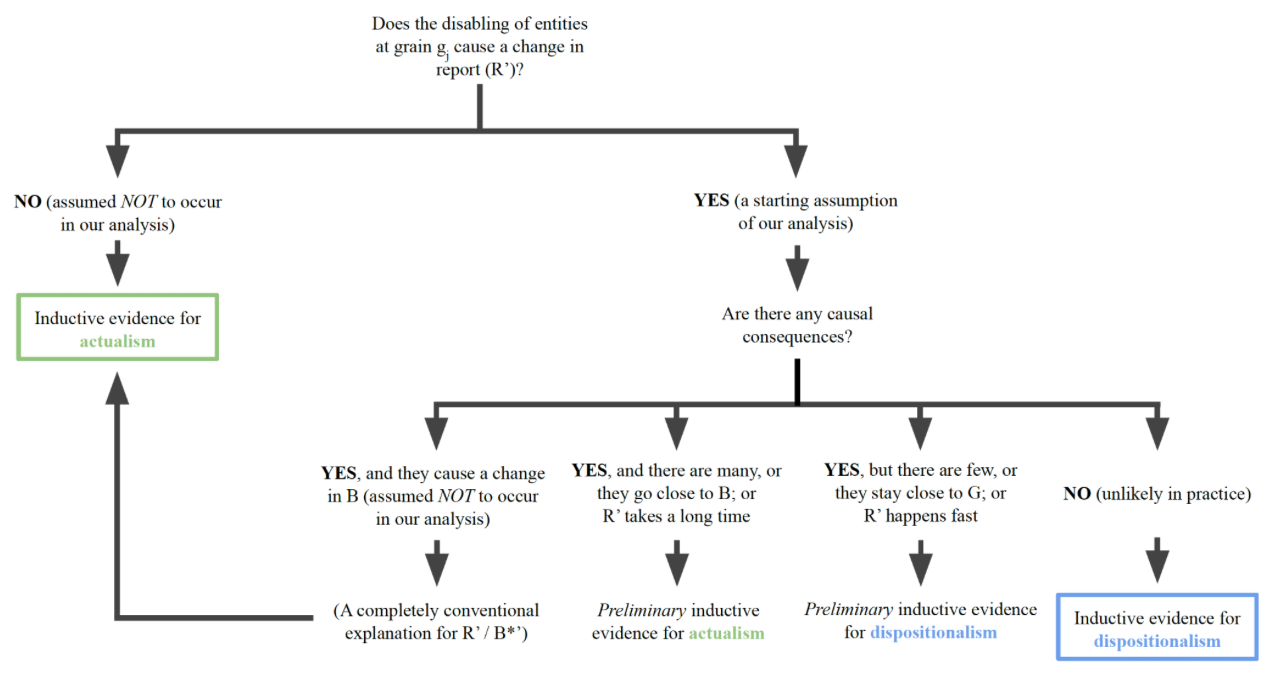 Does the disabling of entities
at grain gj cause a change in
report (R’)?
NO (assumed NOT to occur
in our analysis)
YES (a starting assumption
of our analysis)
Inductive evidence for
actualism
Are there any causal
consequences?
YES, and they cause a change
in B (assumed NOT to occur
in our analysis)
YES, and there are many, or
they go close to B; or
R’ takes a long time
YES, but there are few, or
they stay close to G; or
R’ happens fast
NO (unlikely in practice)
(A completely conventional
explanation for R’ / B*’)
Preliminary inductive
evidence for actualism
Preliminary inductive evidence
for dispositionalism
Inductive evidence for
dispositionalism